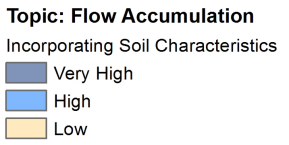 Topic: Flow Accumulation
Incorporating Soil Characteristics
Very High
High
Low